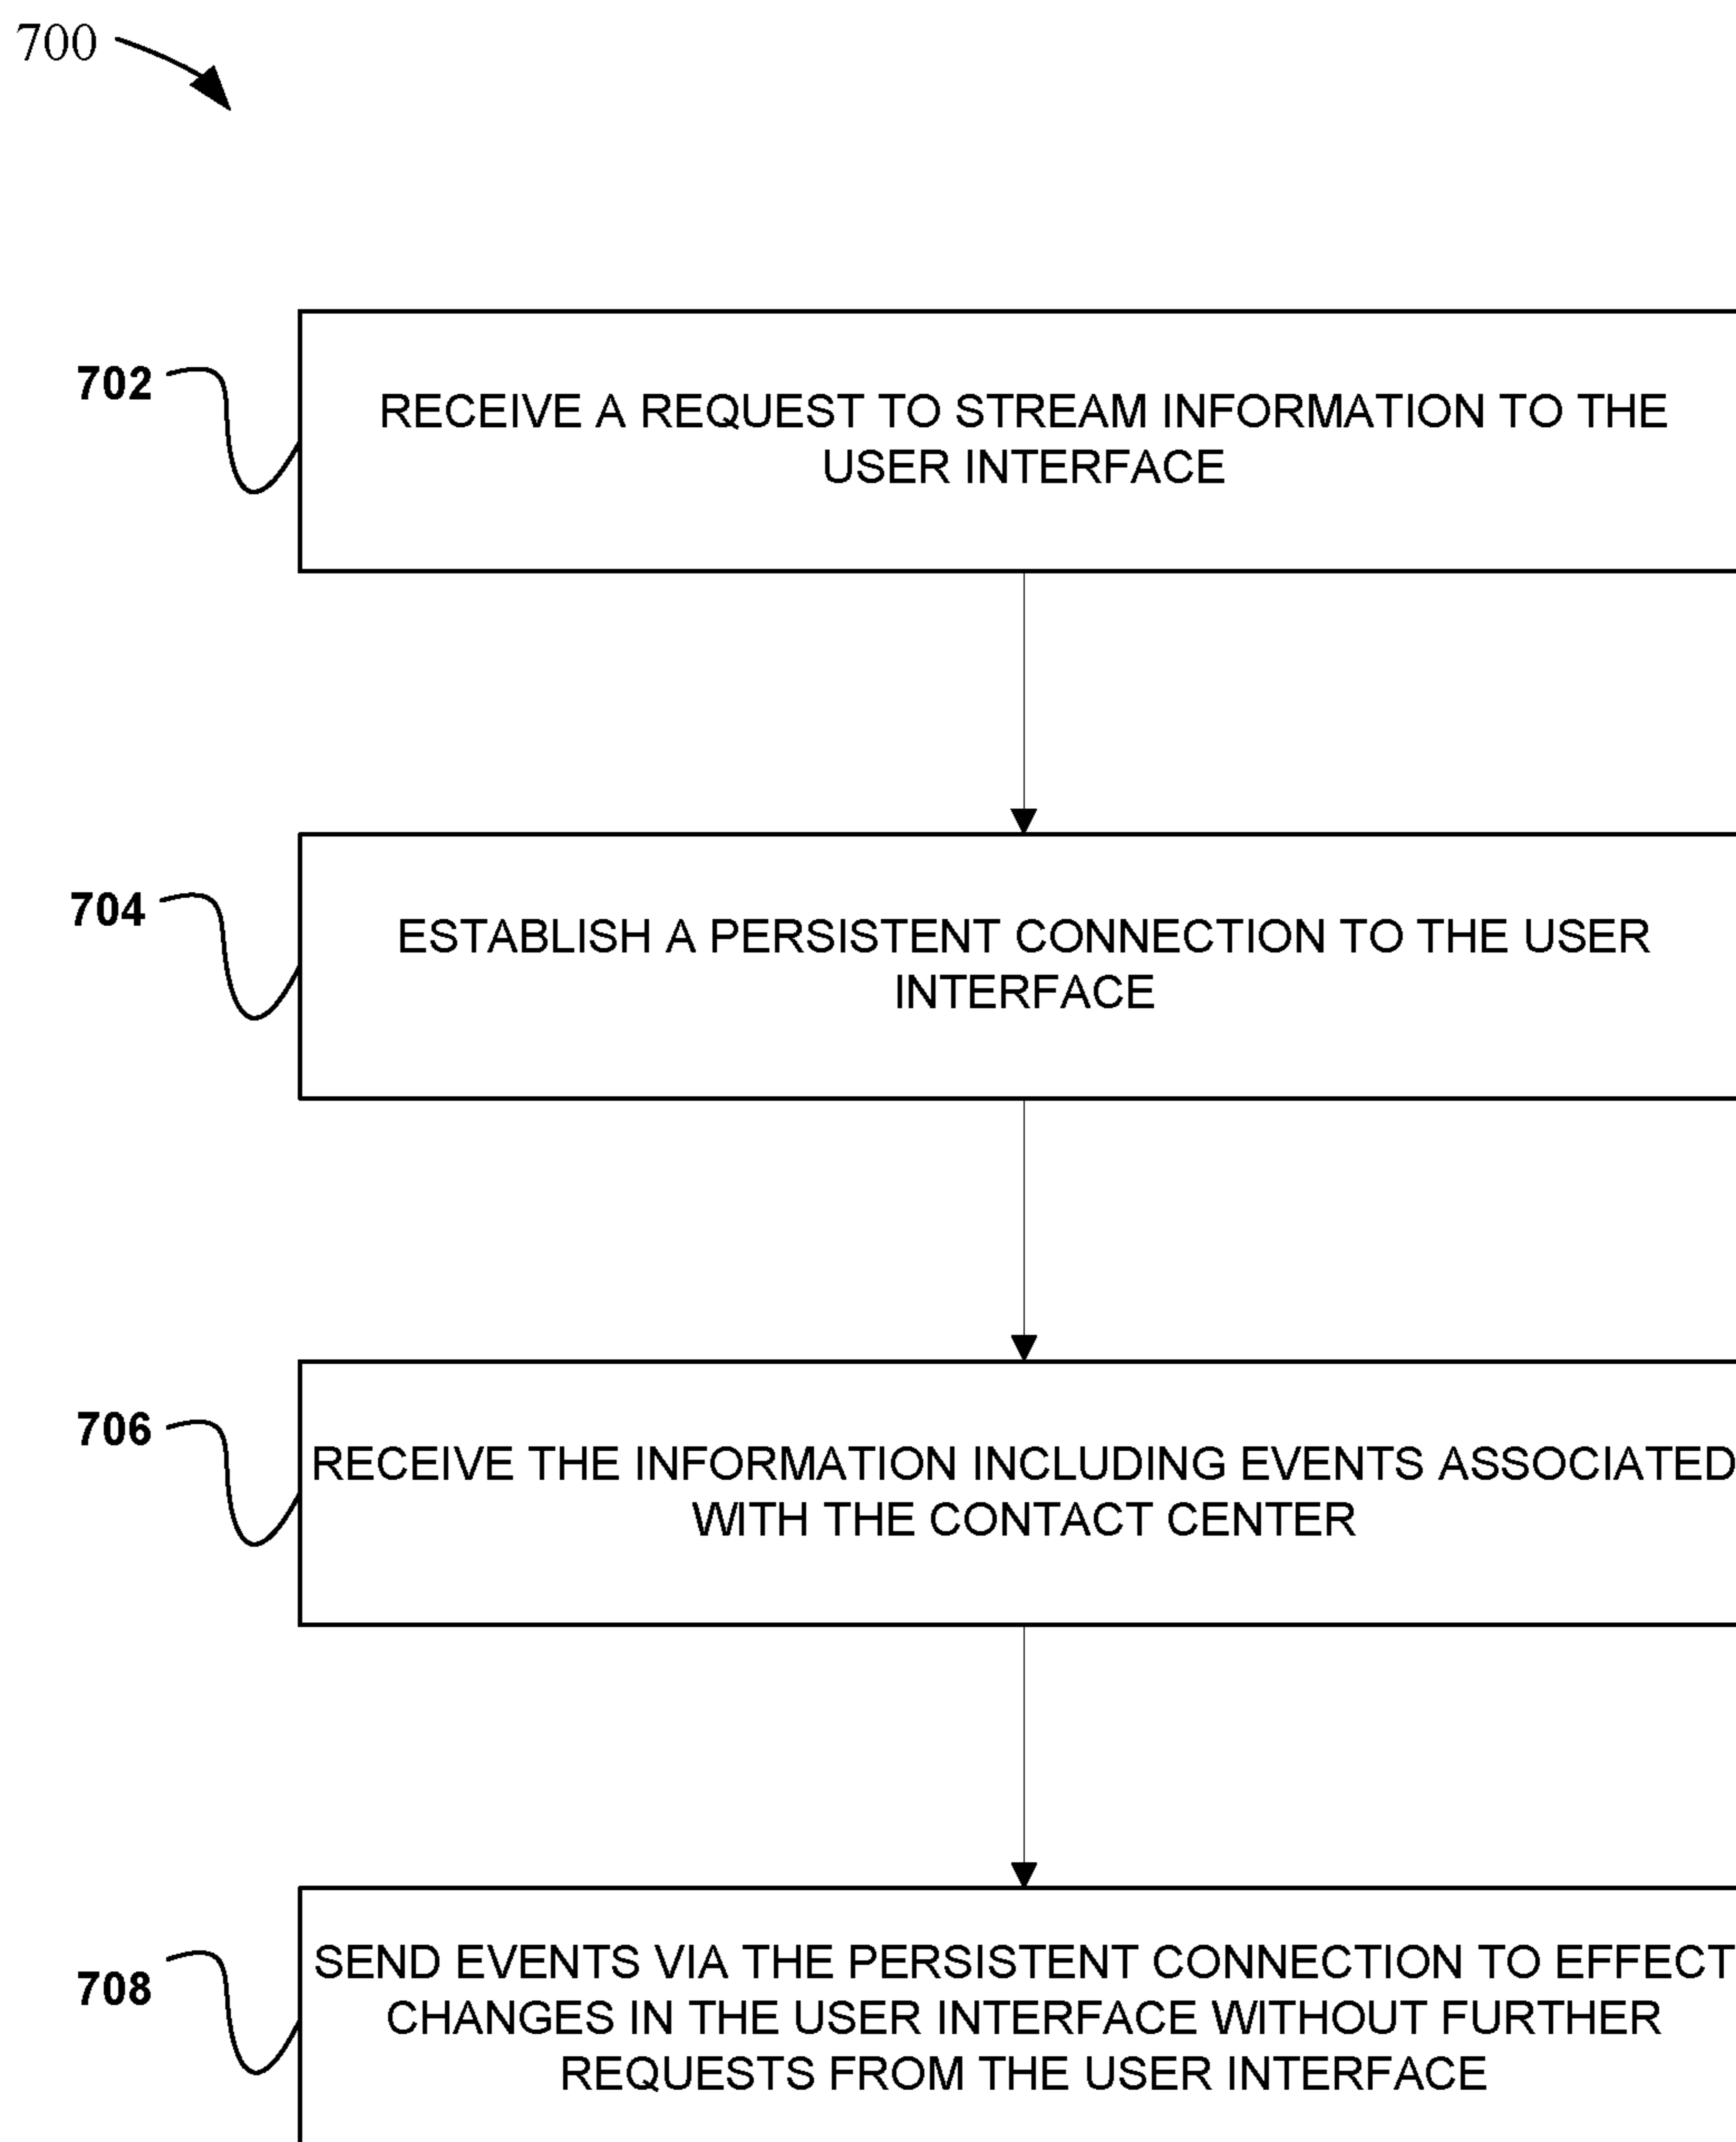 700
702
RECEIVE A REQUEST TO STREAM INFORMATION TO THE
USER INTERFACE
704
ESTABLISH A PERSISTENT CONNECTION TO THE USER
INTERFACE
706
RECEIVE THE INFORMATION INCLUDING EVENTS ASSOCIATED
WITH THE CONTACT CENTER
708
SEND EVENTS VIA THE PERSISTENT CONNECTION TO EFFECT
CHANGES IN THE USER INTERFACE WITHOUT FURTHER
REQUESTS FROM THE USER INTERFACE